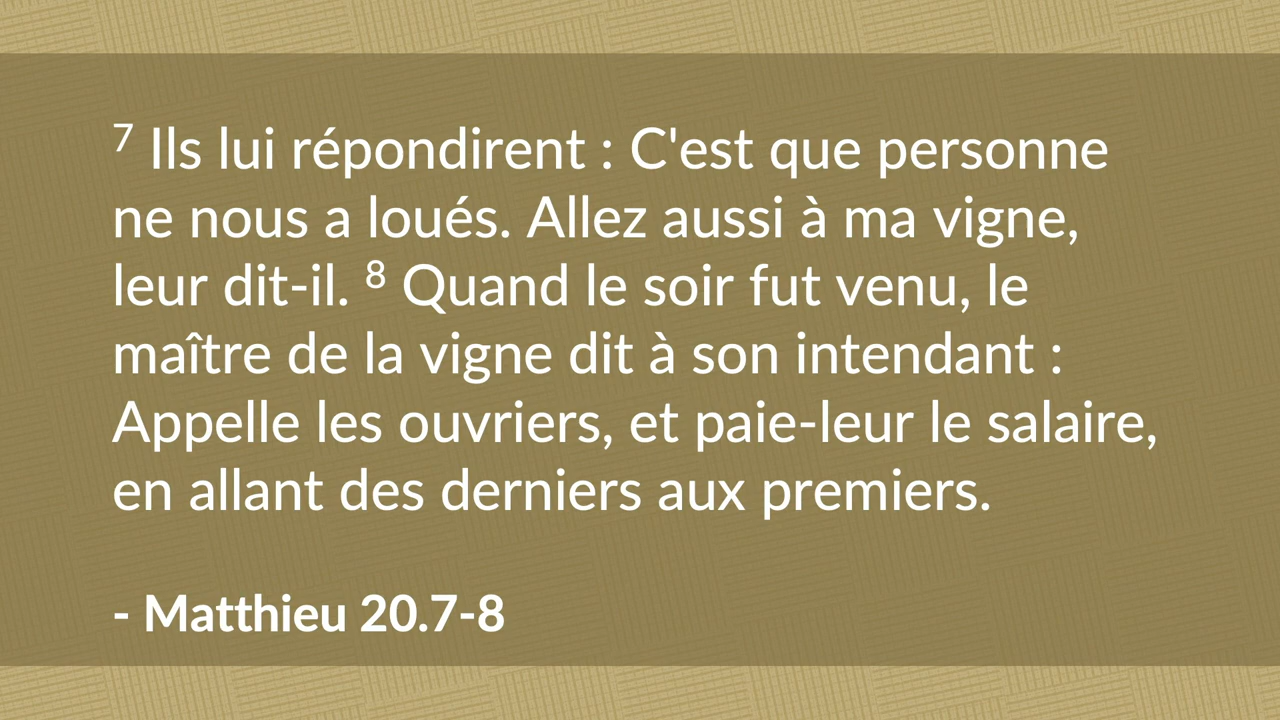 7 Ils lui répondirent : C'est que personne
ne nous a loués. Allez aussi à ma vigne,
leur dit-il. 8 Quand le soir fut venu, le
maître de la vigne dit à son intendant :
Appelle les ouvriers, et paie-leur le salaire,
en allant des derniers aux premiers.
- Matthieu 20.7-8